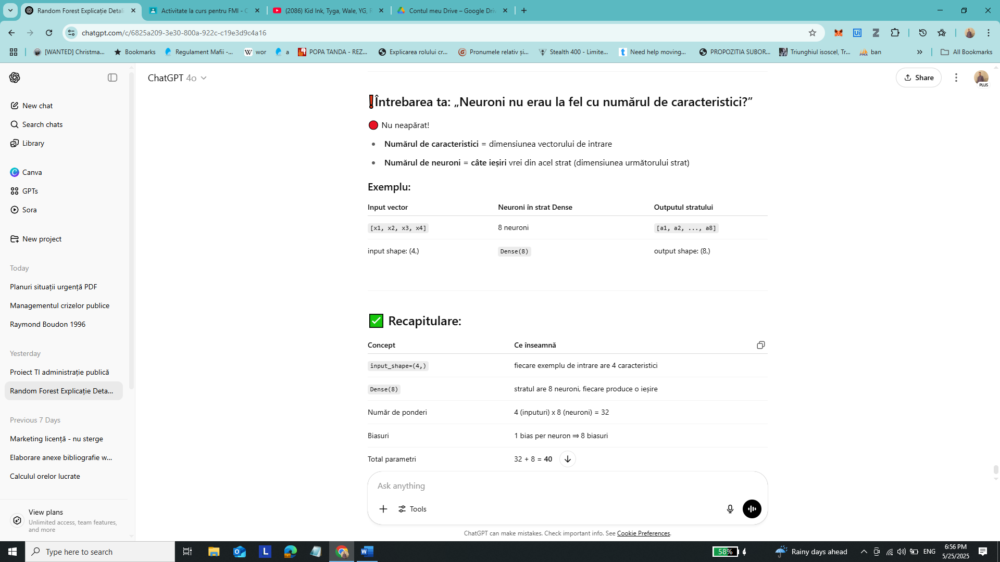 Random Forest Explicație Detali
Activitate la curs pentru FMI - C
(2086) Kid Ink, Tyga, Wale, YG, R
Contul meu Drive – Google Driv
chatgpt.com/c/6825a209-3e30-800a-922c-c19e3d9c4a16
[WANTED] Christma...
Bookmarks
Regulament Mafii -...
wor
a
POPA TANDA - REZ...
Explicarea rolului cr...
Pronumele relativ și...
Stealth 400 - Limite...
Need help moving...
PROPOZITIA SUBOR...
Triunghiul isoscel, Tr...
ban
All Bookmarks
ChatGPT 4o
Share
PLUS
New chat
Search chats
Library
Canva
GPTs
Sora
New project
Today
Planuri situații urgență PDF
Managementul crizelor publice
Raymond Boudon 1996
Yesterday
Proiect TI administrație publică
Random Forest Explicație Deta...
Previous 7 Days
Marketing licență - nu sterge
Elaborare anexe bibliografie w...
Calculul orelor lucrate
View plans
Unlimited access, team features,
and more
❗Întrebarea ta: „Neuroni nu erau la fel cu numărul de caracteristici?”
🔴 Nu neapărat!
• Numărul de caracteristici = dimensiunea vectorului de intrare
• Numărul de neuroni = câte ieșiri vrei din acel strat (dimensiunea următorului strat)
Exemplu:
Input vector Neuroni în strat Dense Outputul stratului
[x1, x2, x3, x4] 8 neuroni [a1, a2, ..., a8]
input shape: (4,) Dense(8) output shape: (8,)
✅ Recapitulare:
Concept Ce înseamnă
input_shape=(4,) fiecare exemplu de intrare are 4 caracteristici
Dense(8) stratul are 8 neuroni, fiecare produce o ieșire
Număr de ponderi 4 (inputuri) x 8 (neuroni) = 32
Biasuri 1 bias per neuron ⇒ 8 biasuri
Total parametri 32 + 8 = 40
Ask anything
Tools
ChatGPT can make mistakes. Check important info. See Cookie Preferences.
Type here to search
58%
Rainy days ahead
ENG
6:56 PM
5/25/2025